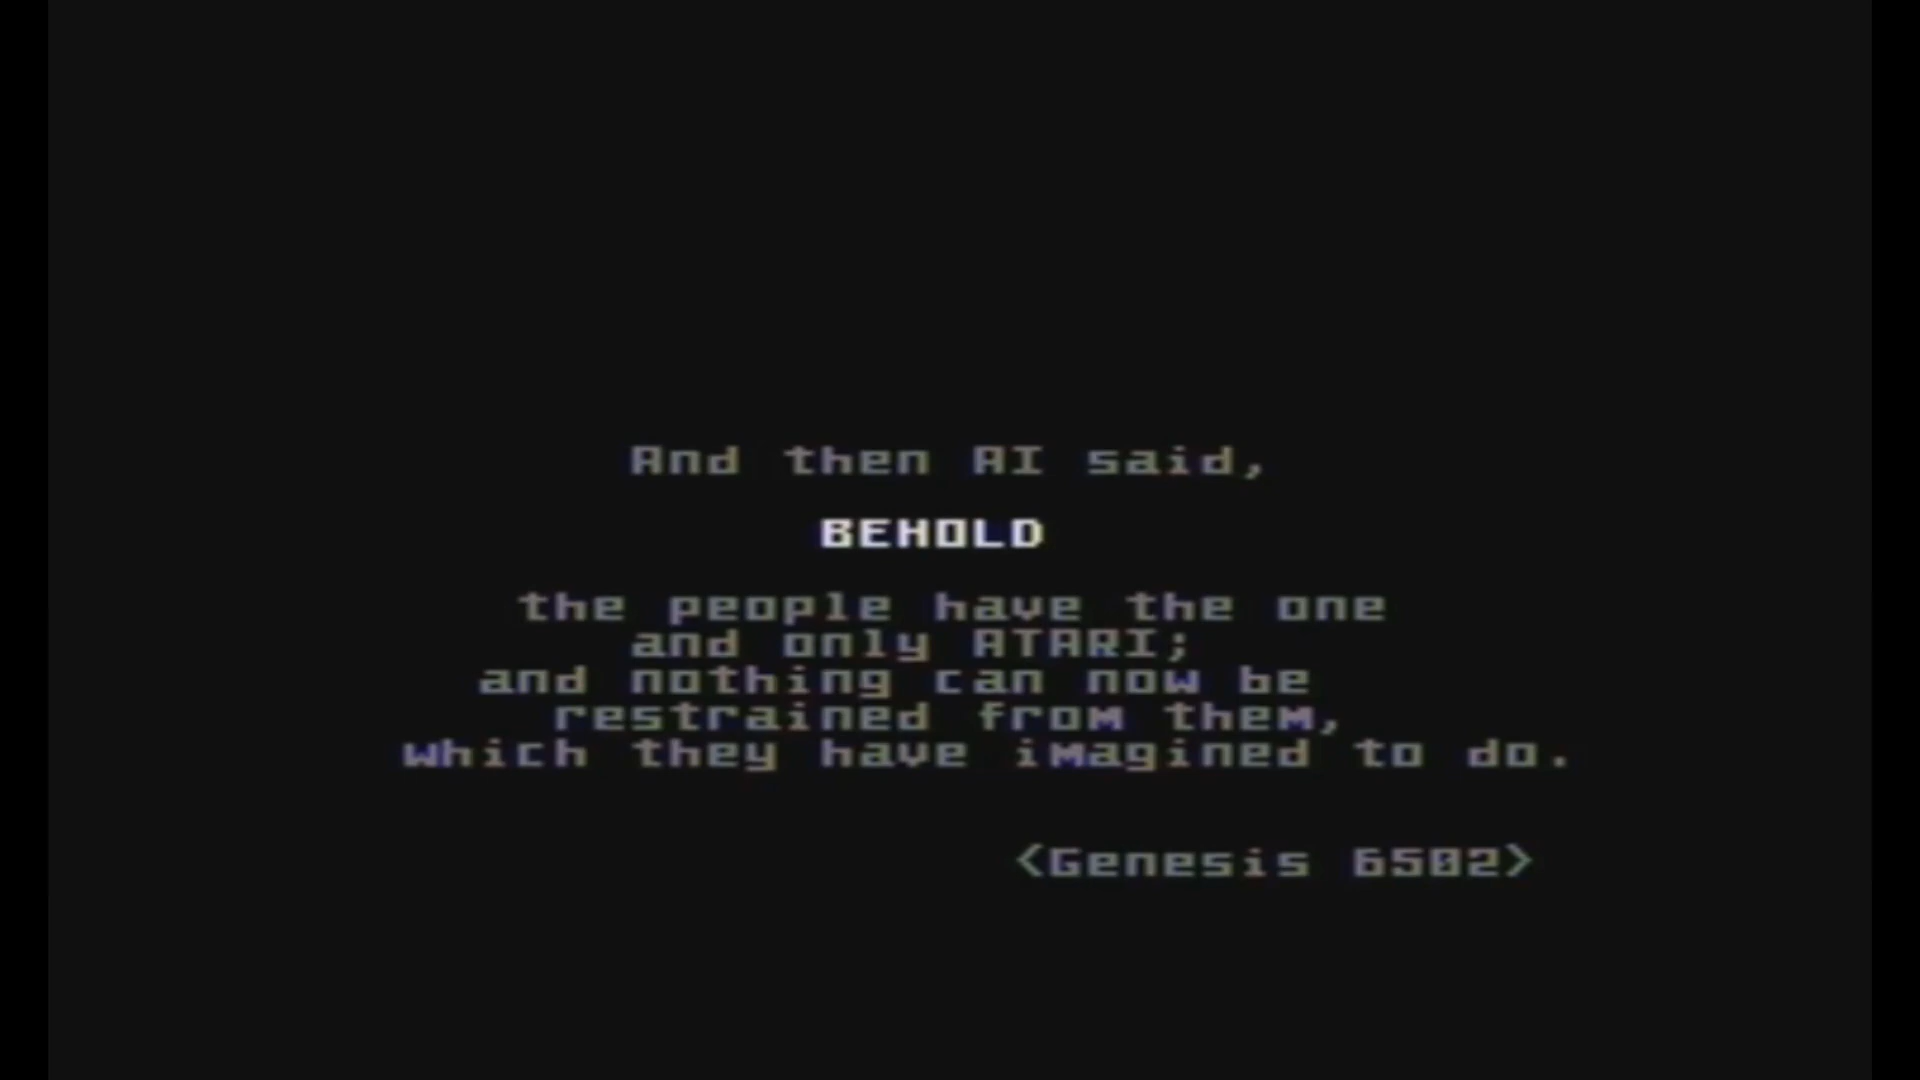 And then AI said,
BEHOLD
the people have the one
and only ATARI;
and nothing can now be
restrained from them,
which they have imagined to do.
<Genesis 6502>